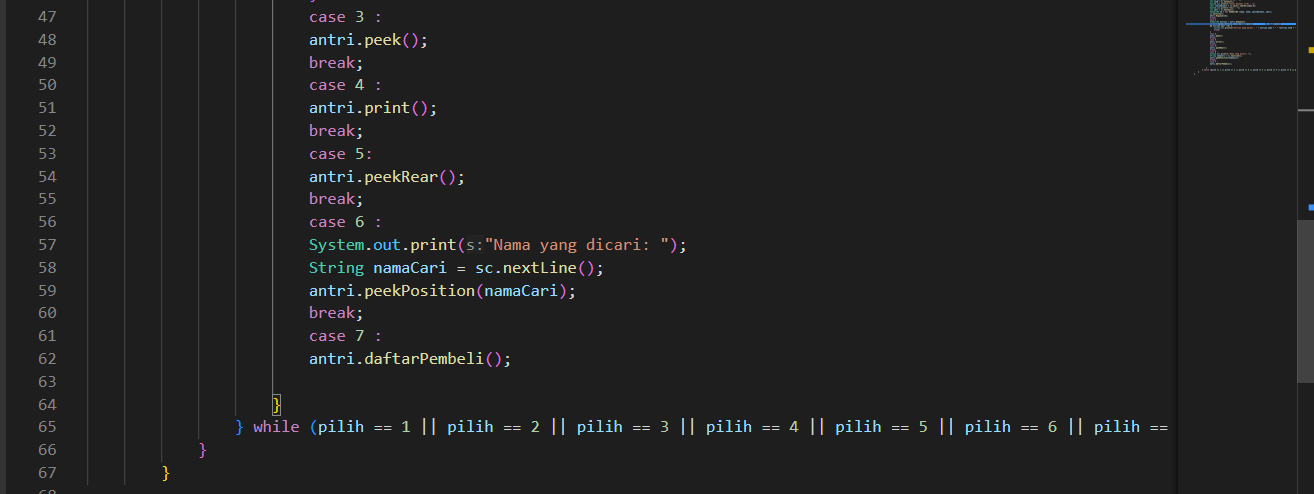 47 case 3 :
48 antri.peek();
49 break;
50 case 4 :
51 antri.print();
52 break;
53 case 5:
54 antri.peekRear();
55 break;
56 case 6 :
57 System.out.print(s:"Nama yang dicari: ");
58 String namaCari = sc.nextLine();
59 antri.peekPosition(namaCari);
60 break;
61 case 7 :
62 antri.daftarPembeli();
63
64 }
65 } while (pilih == 1 || pilih == 2 || pilih == 3 || pilih == 4 || pilih == 5 || pilih == 6 || pilih ==
66 }
67 }